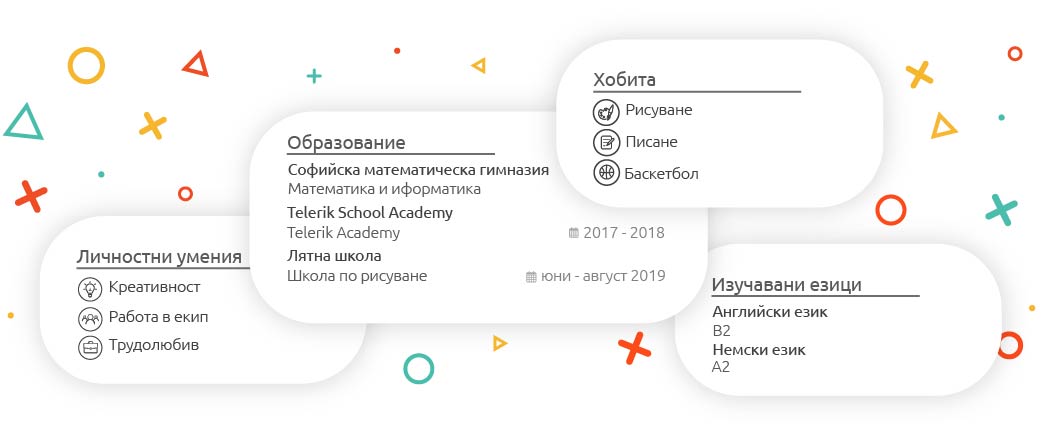 Хобита
Рисуване
Писане
Баскетбол
Образование
Софийска математическа гимназия
Математика и иформатика
Telerik School Academy
Telerik Academy 2017 - 2018
Лятна школа
Школа по рисуване юни - август 2019
Личностни умения
Креативност
Работа в екип
Трудолюбив
Изучавани езици
Английски език
B2
Немски език
A2